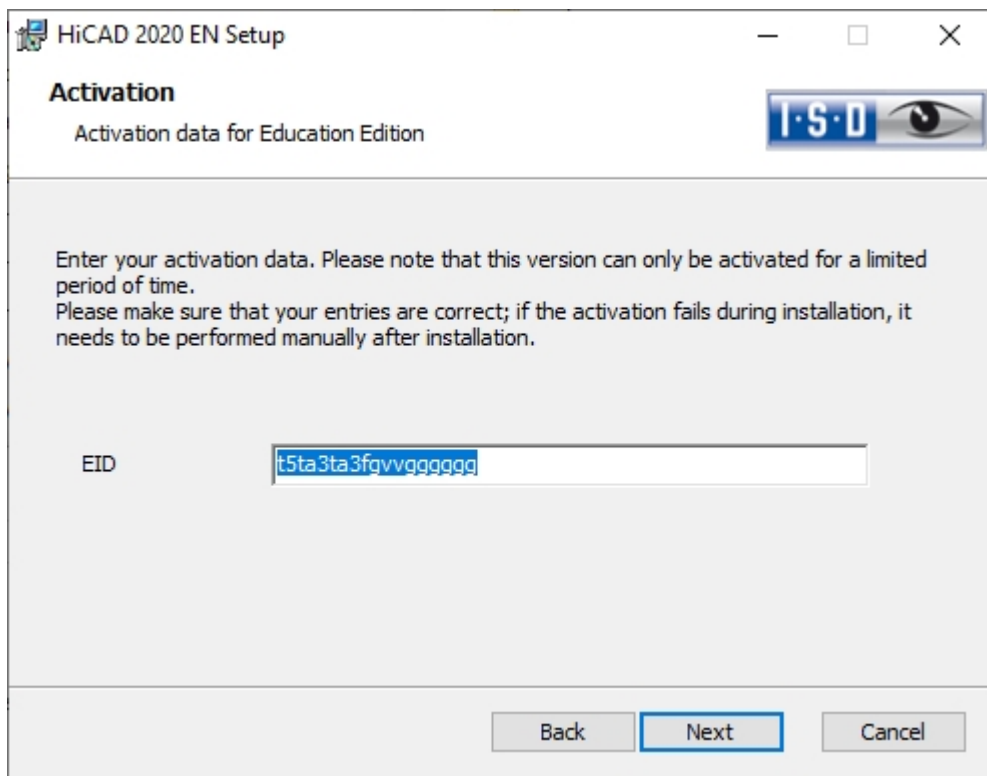 HiCAD 2020 EN Setup
Activation
Activation data for Education Edition
I·S·D
Enter your activation data. Please note that this version can only be activated for a limited
period of time.
Please make sure that your entries are correct; if the activation fails during installation, it
needs to be performed manually after installation.
EID t5ta3ta3fgvvgggggg
Back Next Cancel